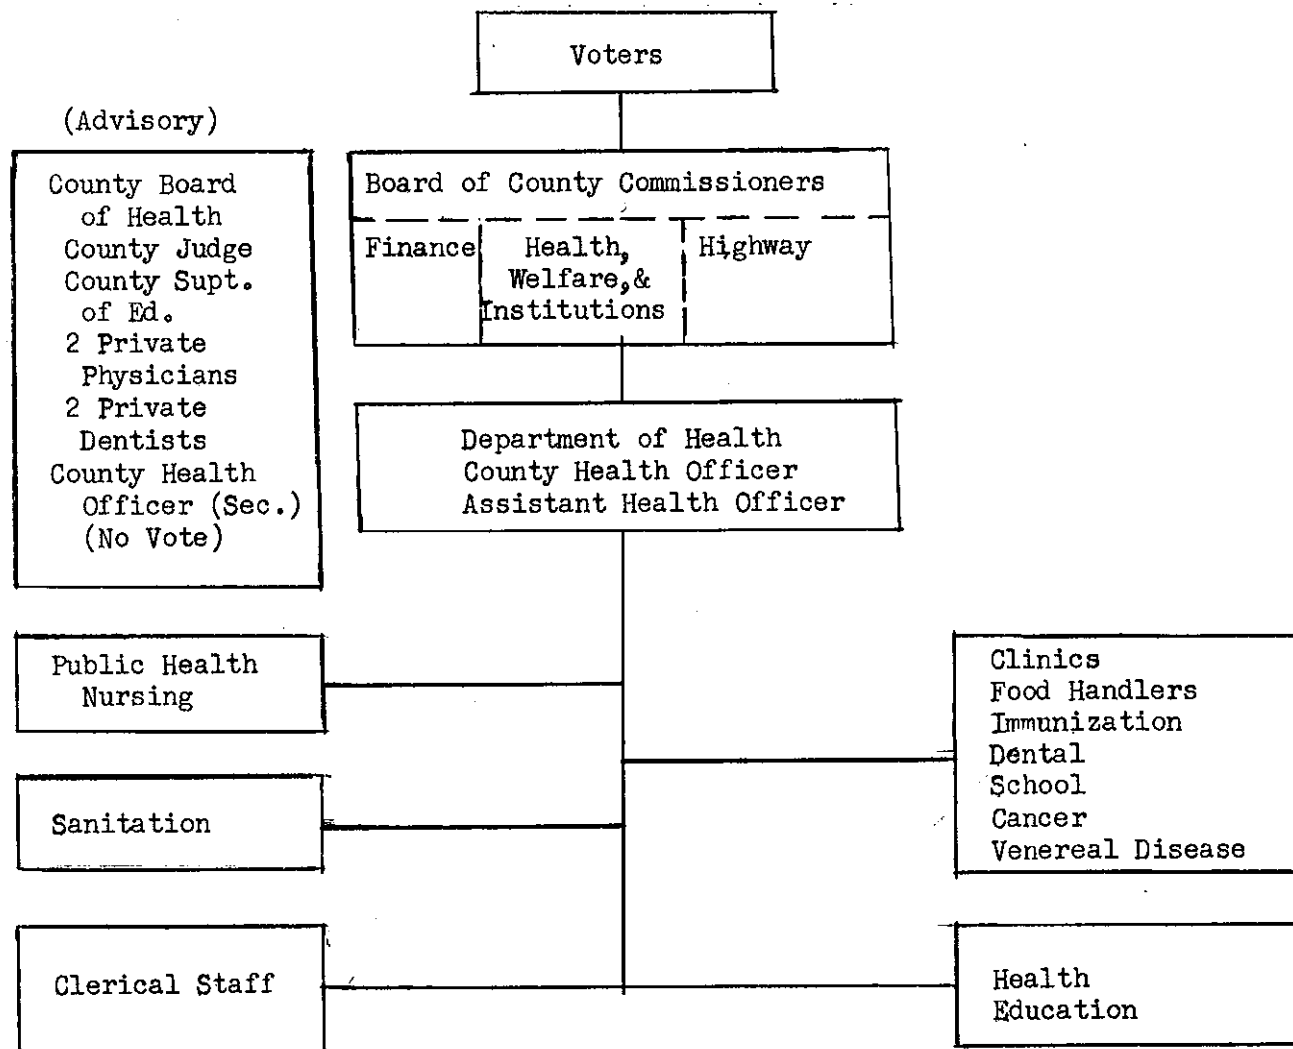 Voters
(Advisory)
County Board
of Health
County Judge
County Supt.
of Ed.
2 Private
Physicians
2 Private
Dentists
County Health
Officer (Sec.)
(No Vote)
Board of County Commissioners
Finance
Health,
Welfare,&
Institutions
Highway
Department of Health
County Health Officer
Assistant Health Officer
Public Health
Nursing
Sanitation
Clerical Staff
Clinics
Food Handlers
Immunization
Dental
School
Cancer
Venereal Disease
Health
Education